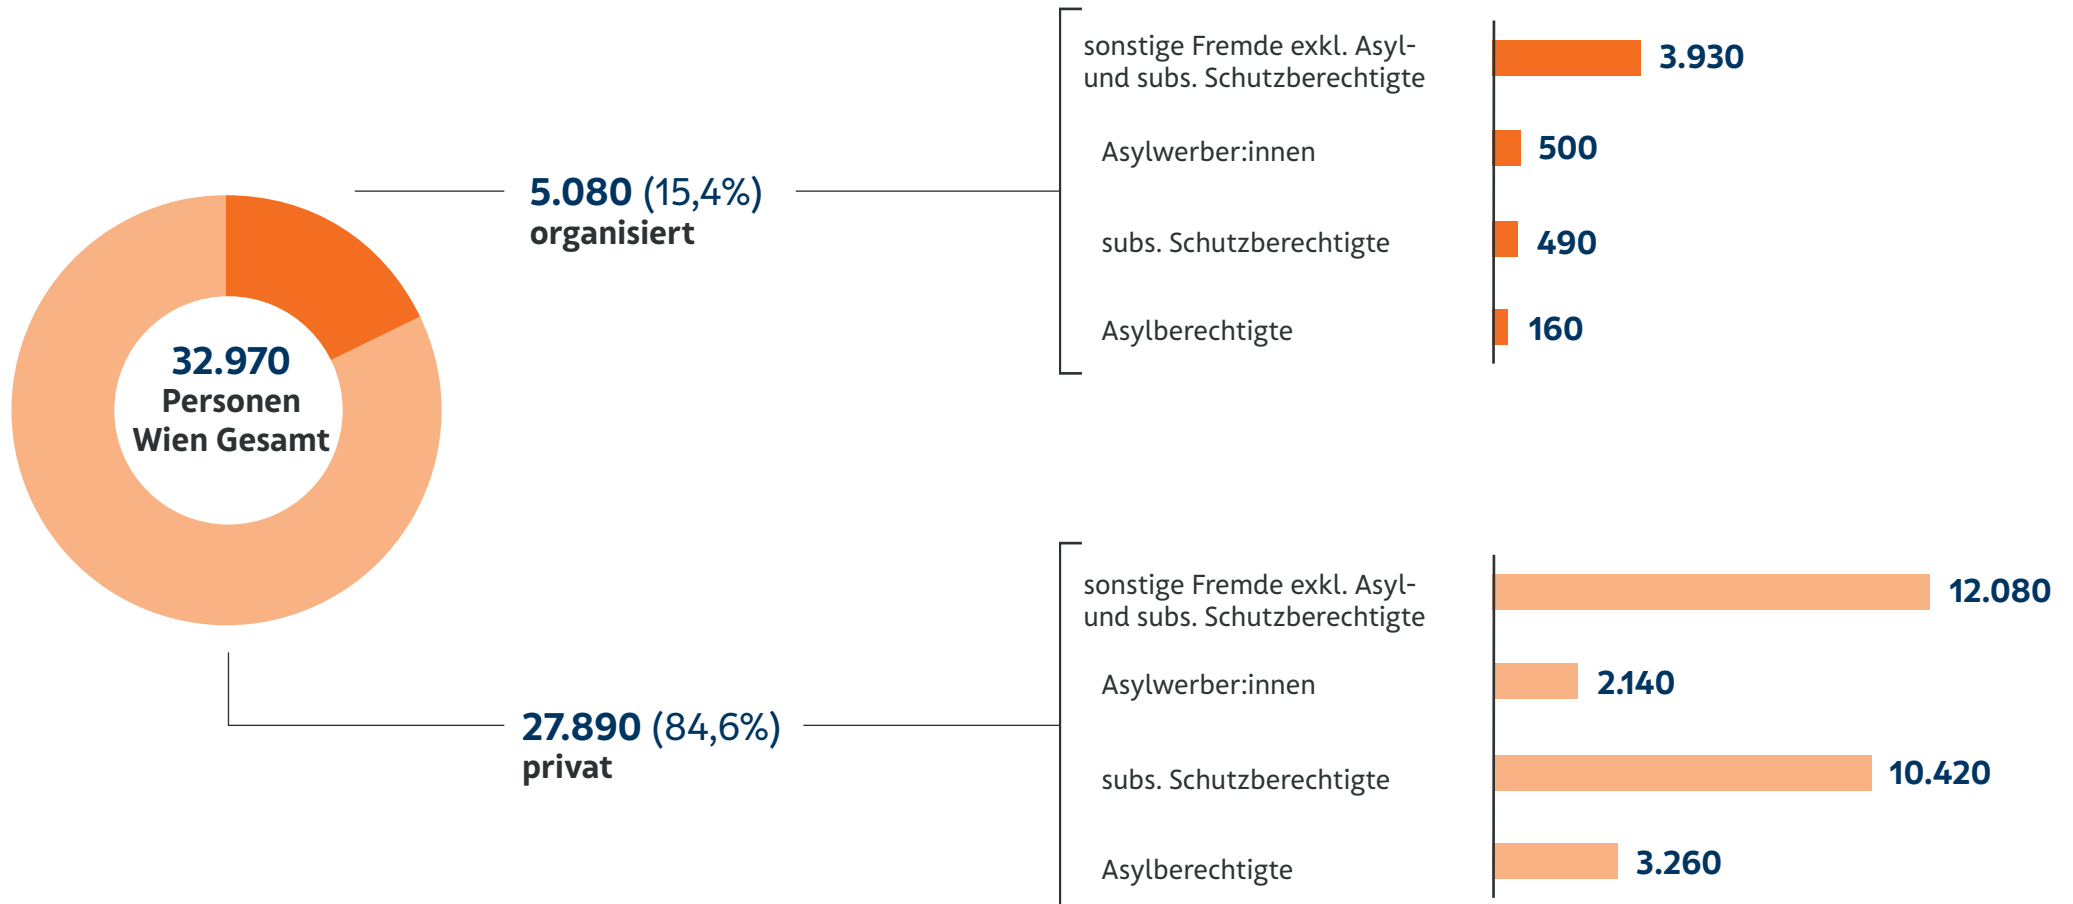 32.970
Personen
Wien Gesamt
5.080 (15,4%)
organisiert
sonstige Fremde exkl. Asyl-
und subs. Schutzberechtigte
3.930
Asylwerber:innen
500
subs. Schutzberechtigte
490
Asylberechtigte
160
27.890 (84,6%)
privat
sonstige Fremde exkl. Asyl-
und subs. Schutzberechtigte
12.080
Asylwerber:innen
2.140
subs. Schutzberechtigte
10.420
Asylberechtigte
3.260